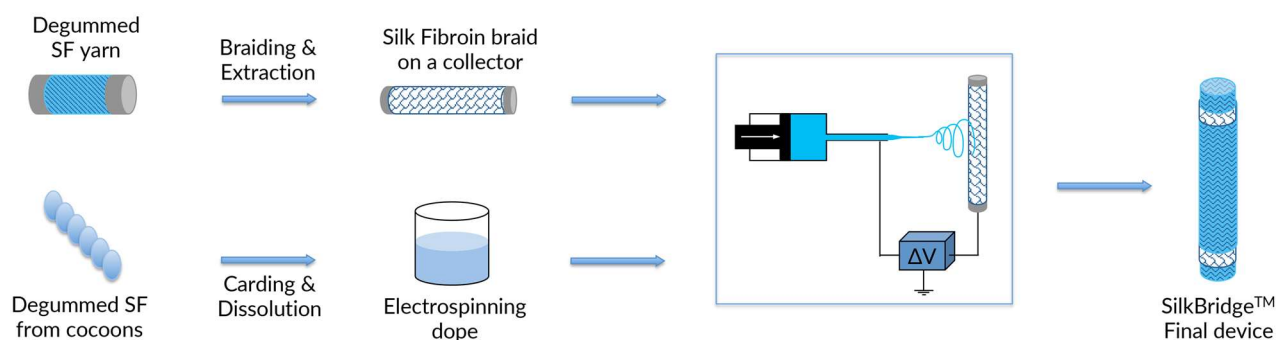 Degummed
SF yarn
Braiding &
Extraction
Silk Fibroin braid
on a collector
Degummed SF
from cocoons
Carding &
Dissolution
Electrospinning
dope
ΔV
SilkBridge™
Final device